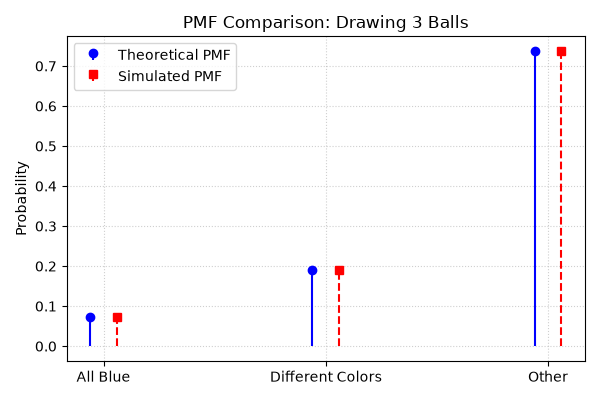 PMF Comparison: Drawing 3 Balls
Theoretical PMF
Simulated PMF
Probability
0.7
0.6
0.5
0.4
0.3
0.2
0.1
0.0
All Blue
Different Colors
Other